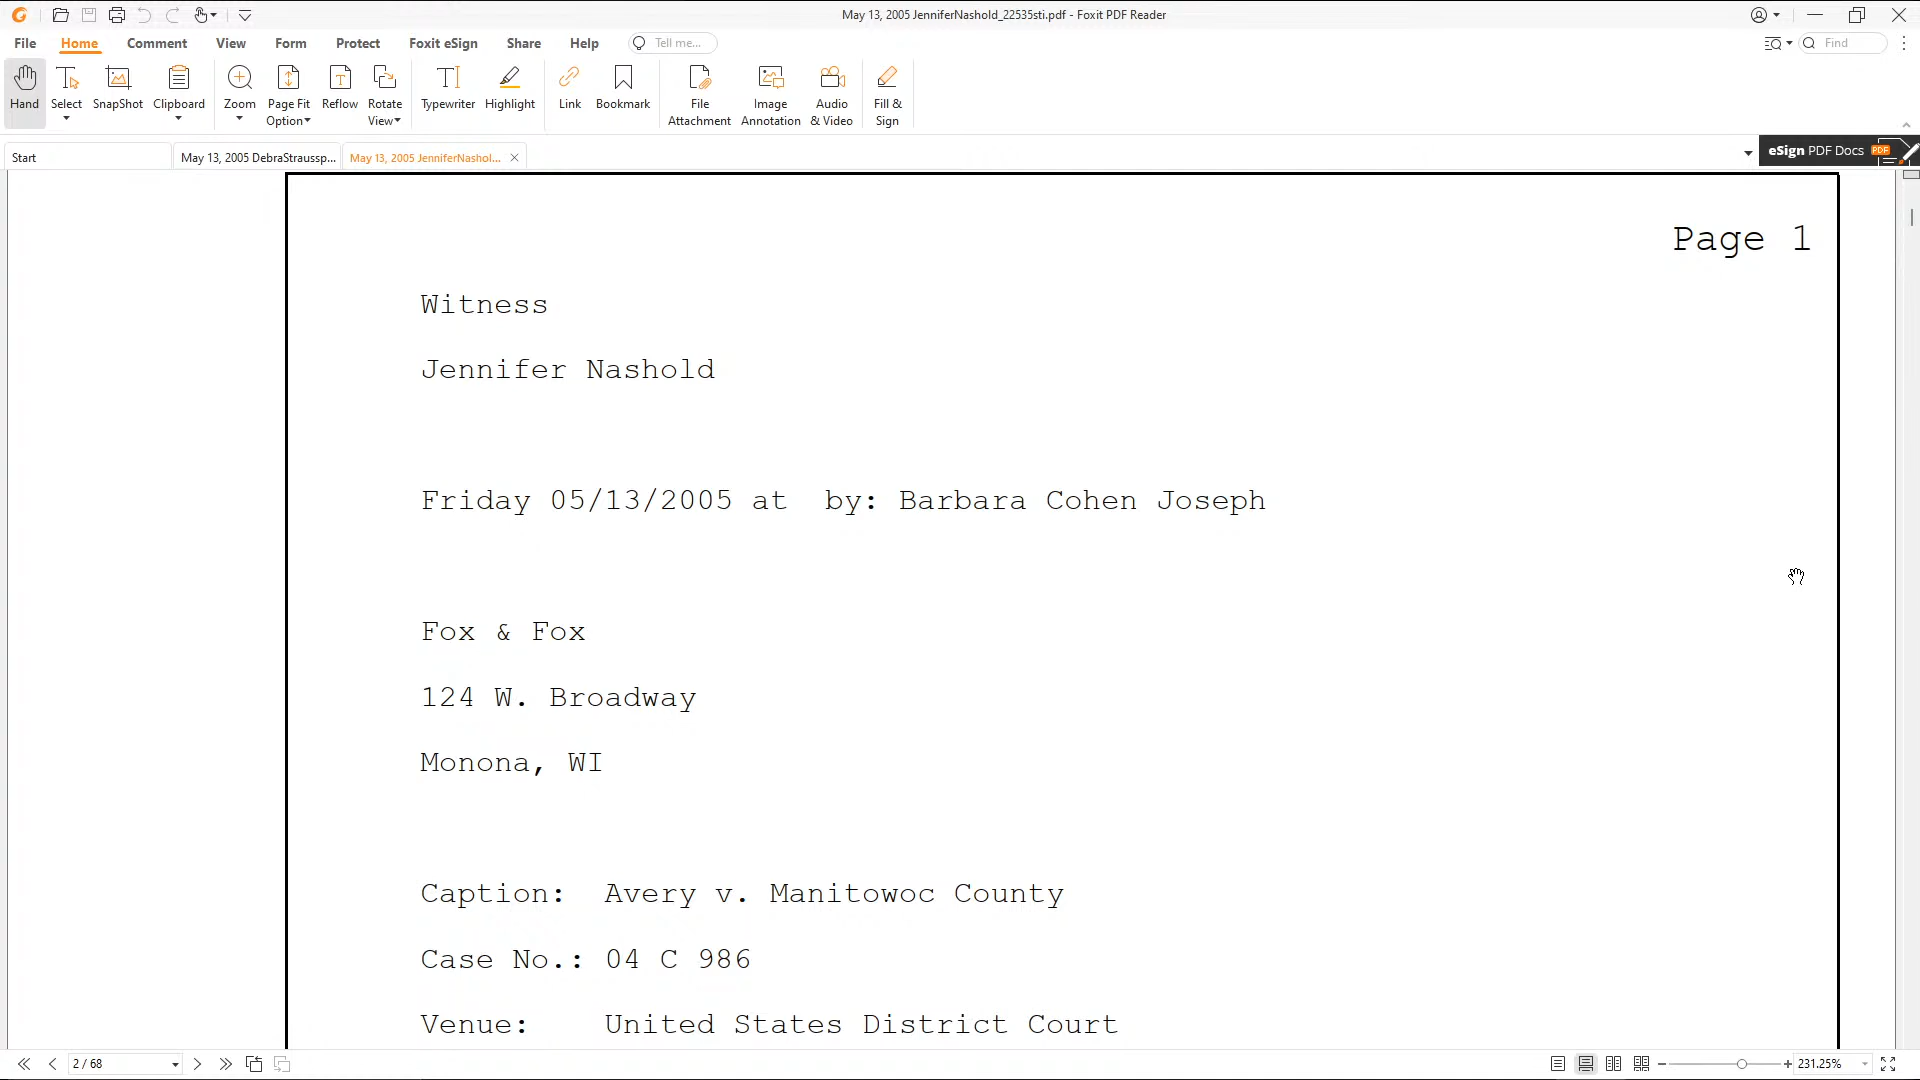 May 13, 2005 JenniferNashold_22535sti.pdf - Foxit PDF Reader
File Home Comment View Form Protect Foxit eSign Share Help Tell me... Find
Hand Select SnapShot Clipboard Zoom Page Fit Option Reflow Rotate View Typewriter Highlight Link Bookmark File Attachment Image Annotation Audio & Video Fill & Sign
Start May 13, 2005 DebraStraussp... May 13, 2005 JenniferNashol... eSign PDF Docs PDF
Page 1
Witness
Jennifer Nashold
Friday 05/13/2005 at by: Barbara Cohen Joseph
Fox & Fox
124 W. Broadway
Monona, WI
Caption: Avery v. Manitowoc County
Case No.: 04 C 986
Venue: United States District Court
2 / 68 231.25%